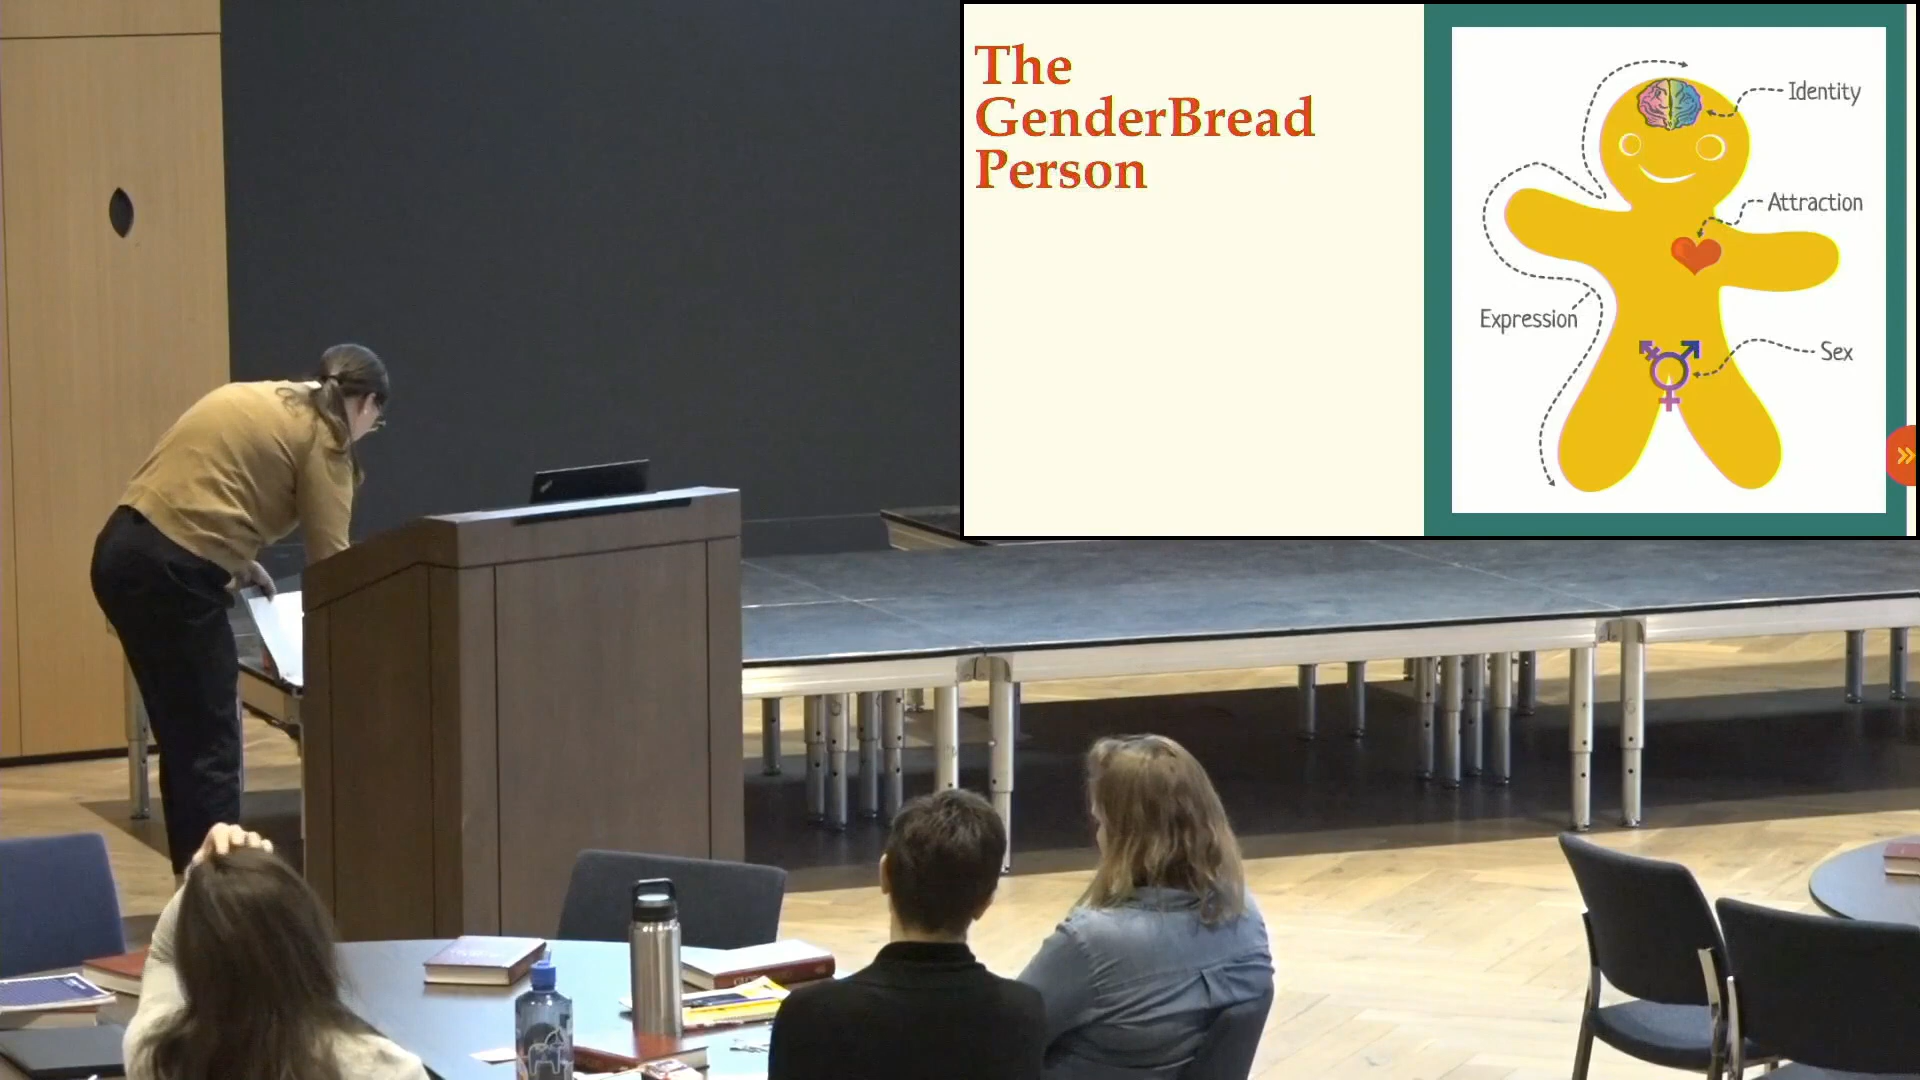 The
GenderBread
Person
Identity
Attraction
Expression
Sex